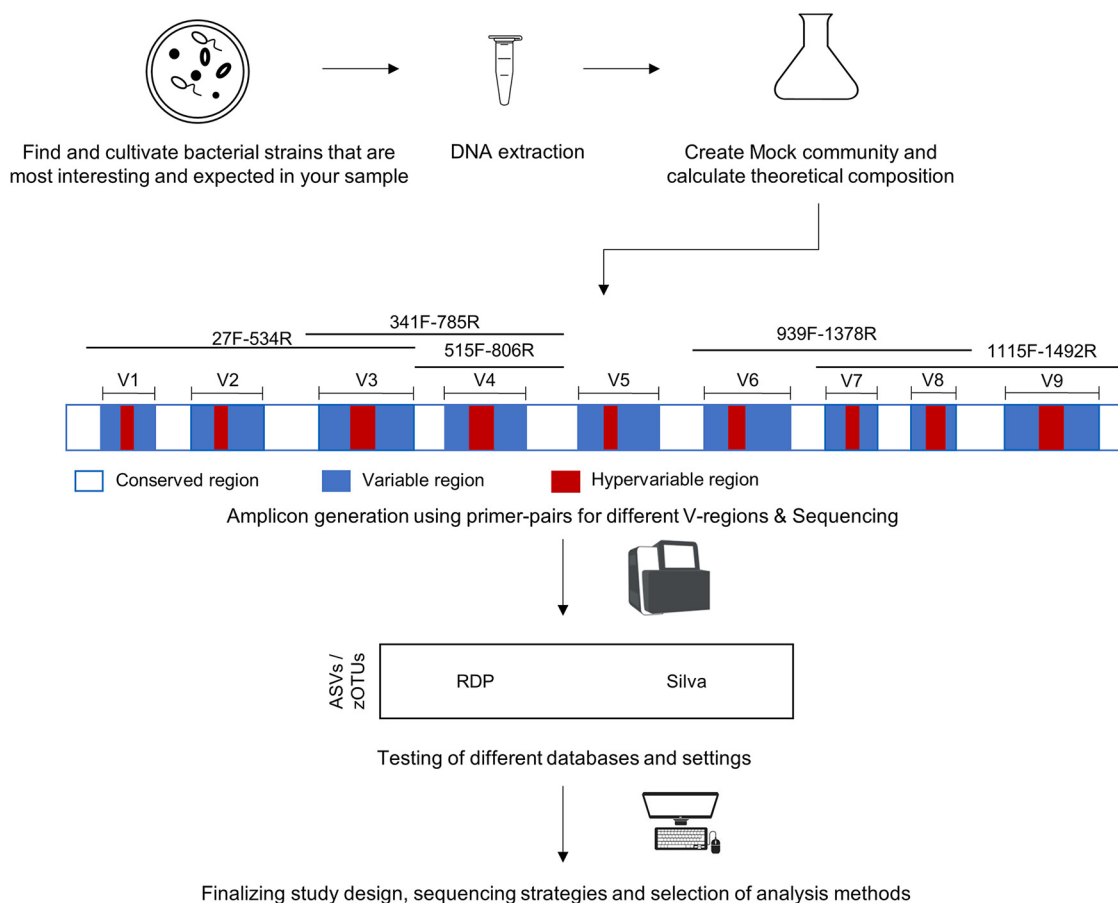 Find and cultivate bacterial strains that are
most interesting and expected in your sample
DNA extraction
Create Mock community and
calculate theoretical composition
341F-785R
27F-534R
515F-806R
939F-1378R
1115F-1492R
V1
V2
V3
V4
V5
V6
V7
V8
V9
Conserved region
Variable region
Hypervariable region
Amplicon generation using primer-pairs for different V-regions & Sequencing
ASVs /
zOTUs
RDP
Silva
Testing of different databases and settings
Finalizing study design, sequencing strategies and selection of analysis methods